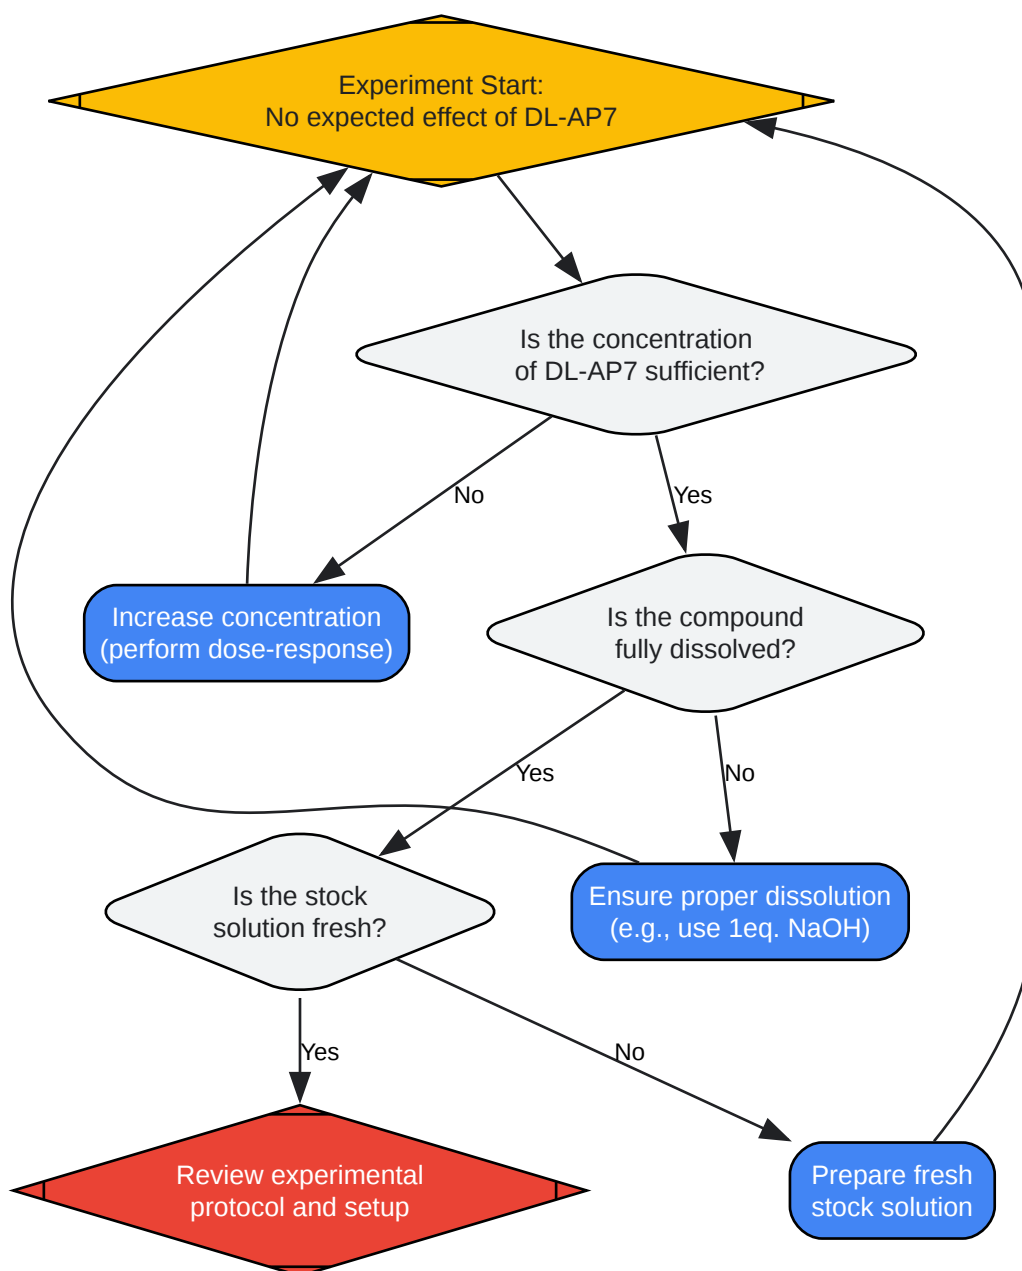 Experiment Start:
No expected effect of DL-AP7
Is the concentration
of DL-AP7 sufficient?
No
Yes
Increase concentration
(perform dose-response)
Is the compound
fully dissolved?
Yes
No
Is the stock
solution fresh?
Ensure proper dissolution
(e.g., use 1eq. NaOH)
Yes
No
Review experimental
protocol and setup
Prepare fresh
stock solution